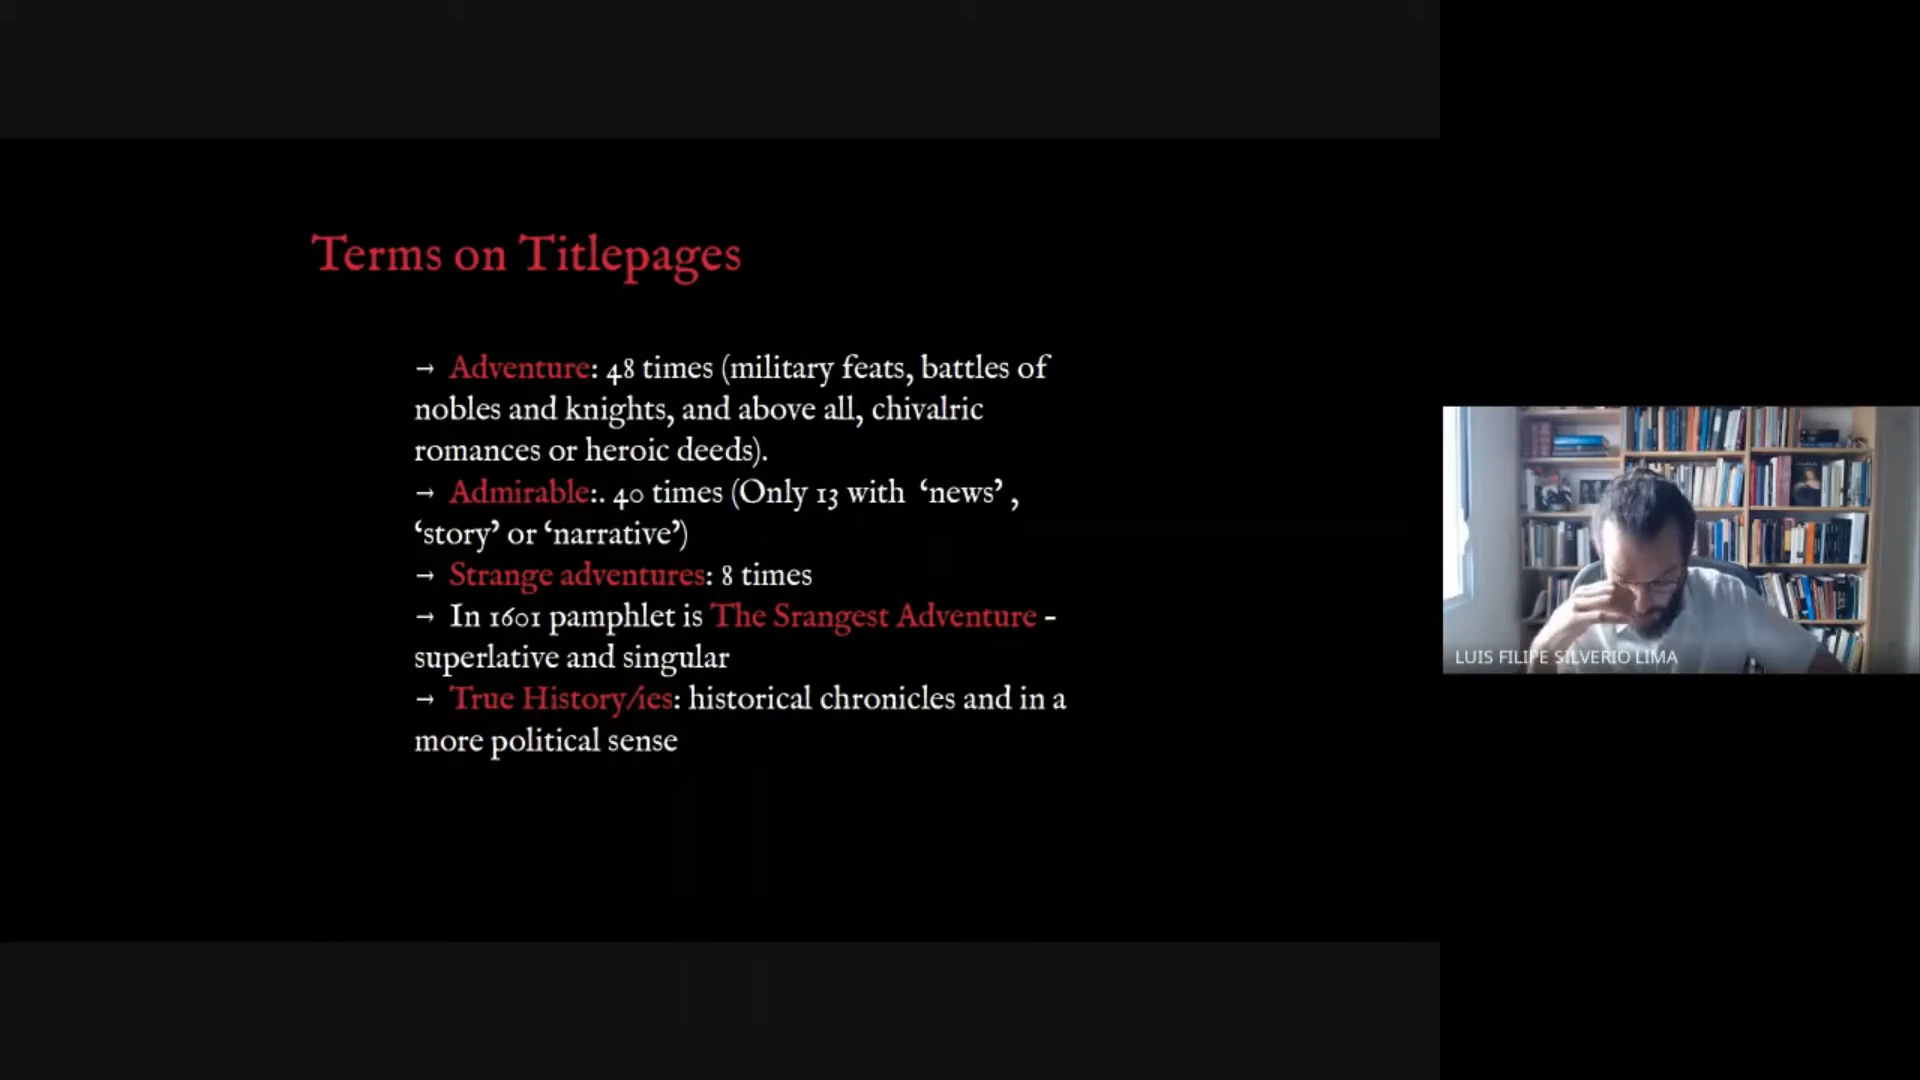 Terms on Titlepages
→ Adventure: 48 times (military feats, battles of
nobles and knights, and above all, chivalric
romances or heroic deeds).
→ Admirable:. 40 times (Only 13 with ‘news’ ,
‘story’ or ‘narrative’)
→ Strange adventures: 8 times
→ In 1601 pamphlet is The Srangest Adventure -
superlative and singular
→ True History/ies: historical chronicles and in a
more political sense
LUIS FILIPE SILVERIO LIMA